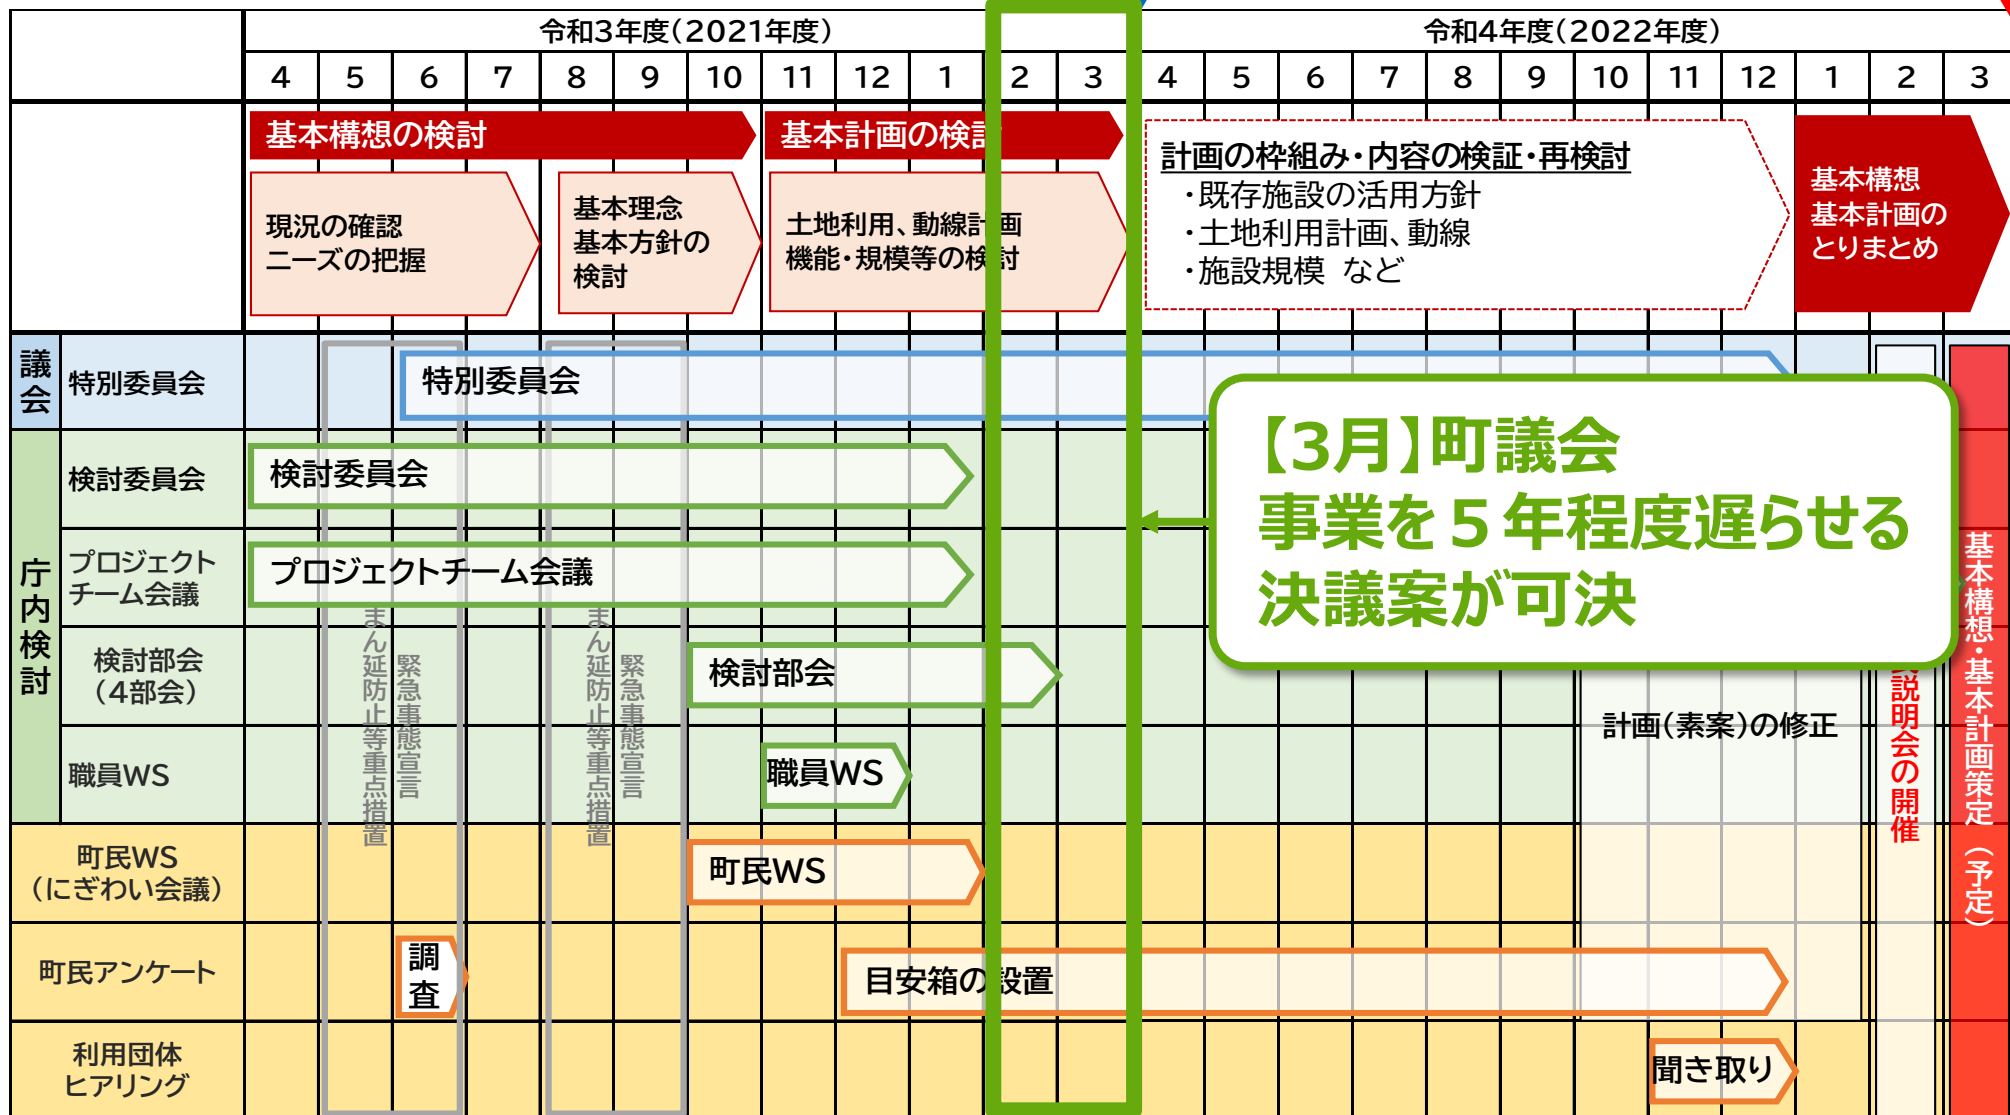 令和3年度(2021年度)
令和4年度(2022年度)
4 5 6 7 8 9 10 11 12 1 2 3 4 5 6 7 8 9 10 11 12 1 2 3
基本構想の検討
基本計画の検討
現況の確認
ニーズの把握
基本理念
基本方針の
検討
土地利用、動線計画
機能・規模等の検討
計画の枠組み・内容の検証・再検討
・既存施設の活用方針
・土地利用計画、動線
・施設規模 など
基本構想
基本計画の
とりまとめ
議会
特別委員会
特別委員会
【3月】町議会
事業を5年程度遅らせる
決議案が可決
庁内検討
検討委員会
検討委員会
プロジェクト
チーム会議
プロジェクトチーム会議
検討部会
(4部会)
検討部会
職員WS
職員WS
まん延防止等重点措置
緊急事態宣言
まん延防止等重点措置
緊急事態宣言
計画(素案)の修正
説明会の開催
基本構想・基本計画策定(予定)
町民WS
(にぎわい会議)
町民WS
町民アンケート
調
査
目安箱の設置
利用団体
ヒアリング
聞き取り